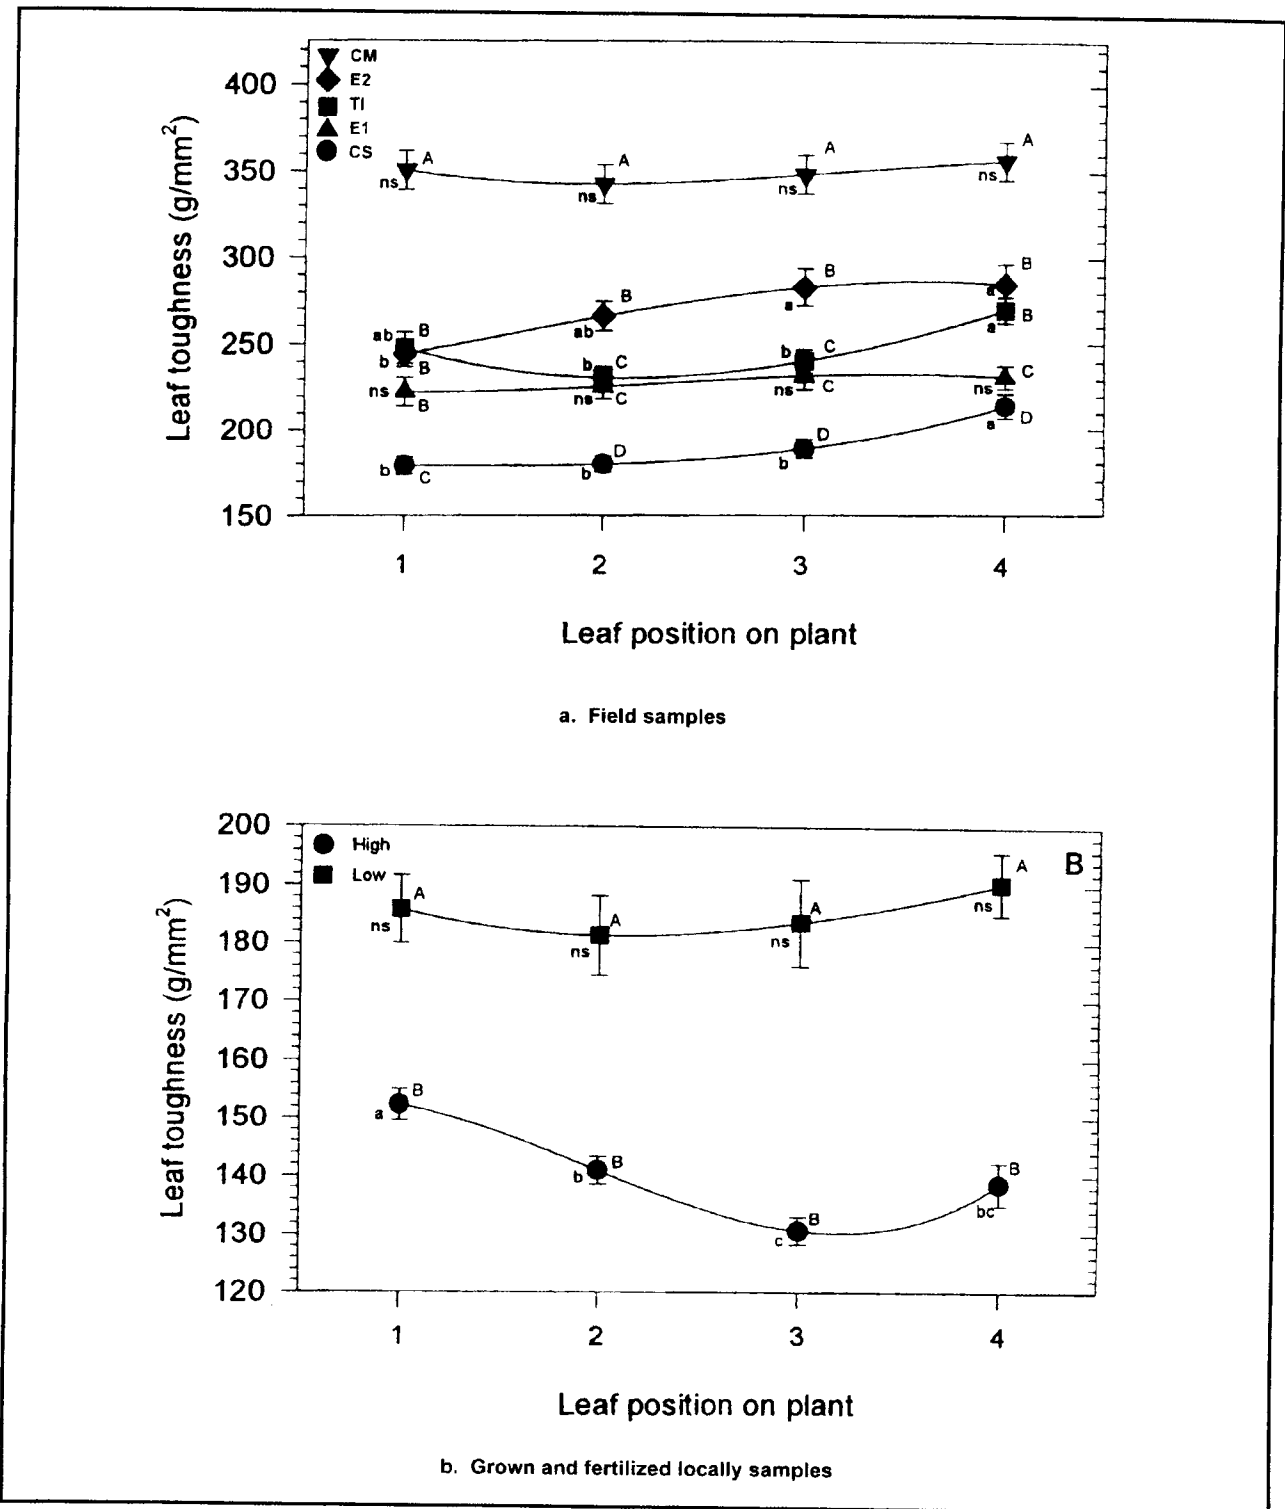 CM
E2
TI
E1
CS
400
350
300
250
200
150
Leaf toughness (g/mm²)
A A A A
ns ns ns ns
B B B B
ab b a a
ab B b C b C B a
b B
ns B ns C ns C ns C
b C b D b D a D
1 2 3 4
Leaf position on plant
a. Field samples
High
Low
B
200
190
180
170
160
150
140
130
120
Leaf toughness (g/mm²)
A A A A
ns ns ns ns
B B B B
a b c bc
1 2 3 4
Leaf position on plant
b. Grown and fertilized locally samples